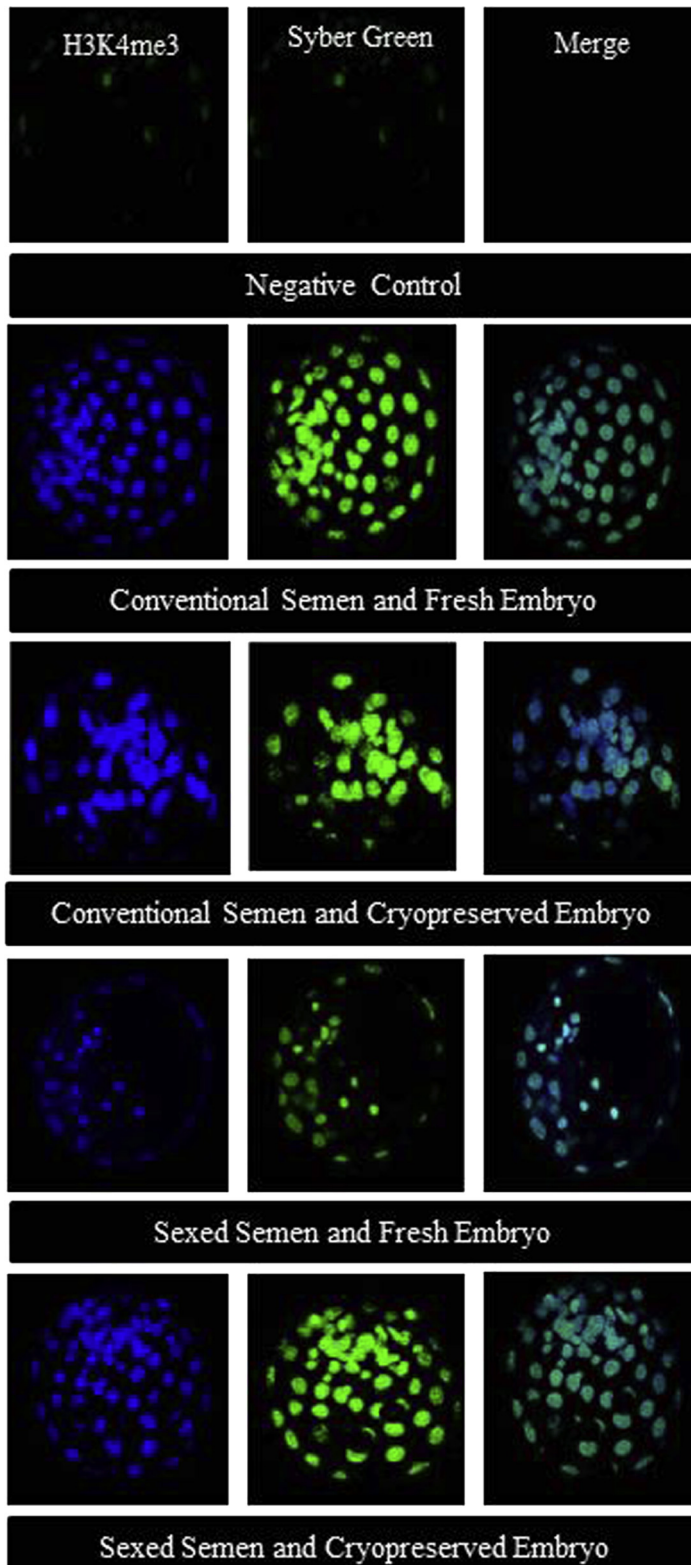 H3K4me3 Syber Green Merge
Negative Control
Conventional Semen and Fresh Embryo
Conventional Semen and Cryopreserved Embryo
Sexed Semen and Fresh Embryo
Sexed Semen and Cryopreserved Embryo